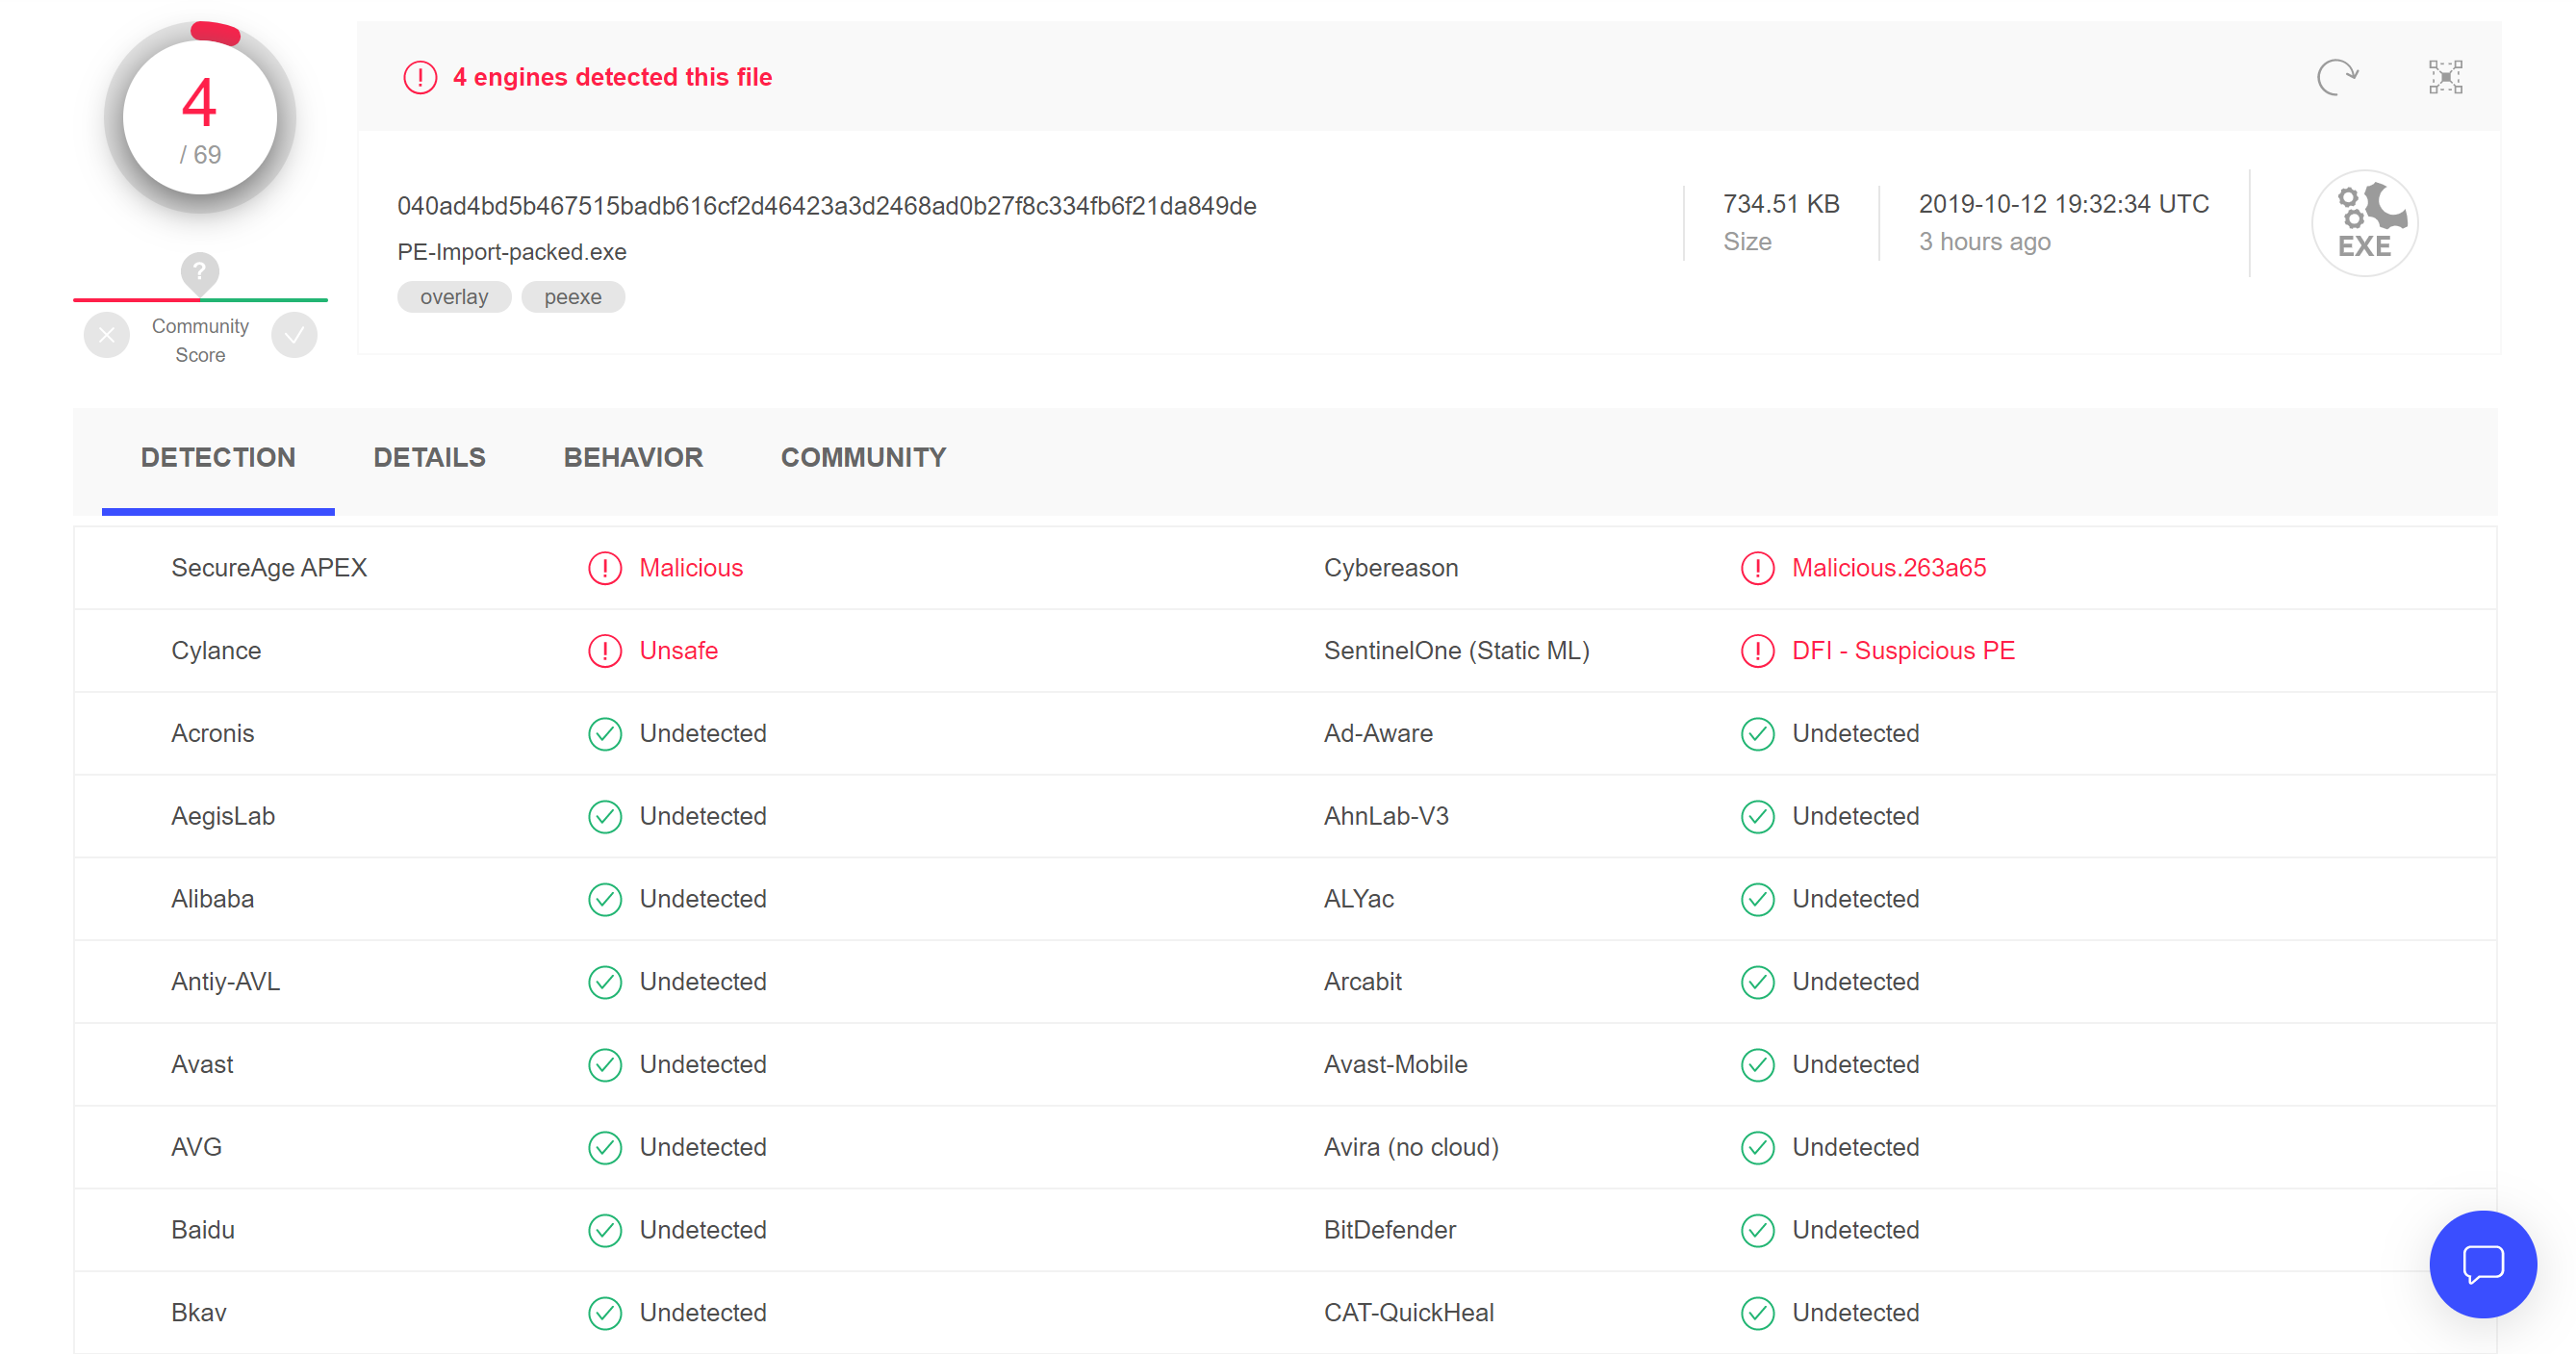 4
/ 69
4 engines detected this file
040ad4bd5b467515badb616cf2d46423a3d2468ad0b27f8c334fb6f21da849de
PE-Import-packed.exe
overlay peexe
734.51 KB
Size
2019-10-12 19:32:34 UTC
3 hours ago
EXE
?
Community
Score
DETECTION DETAILS BEHAVIOR COMMUNITY
SecureAge APEX Malicious Cybereason Malicious.263a65
Cylance Unsafe SentinelOne (Static ML) DFI - Suspicious PE
Acronis Undetected Ad-Aware Undetected
AegisLab Undetected AhnLab-V3 Undetected
Alibaba Undetected ALYac Undetected
Antiy-AVL Undetected Arcabit Undetected
Avast Undetected Avast-Mobile Undetected
AVG Undetected Avira (no cloud) Undetected
Baidu Undetected BitDefender Undetected
Bkav Undetected CAT-QuickHeal Undetected